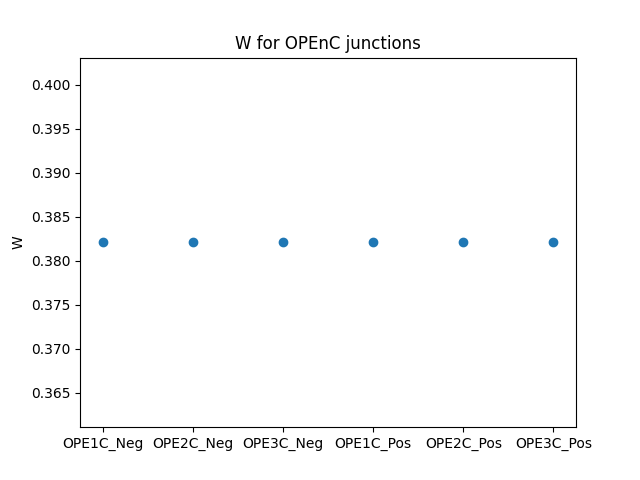 W for OPEnC junctions
0.400
0.395
0.390
0.385
0.380
0.375
0.370
0.365
W
OPE1C_Neg OPE2C_Neg OPE3C_Neg OPE1C_Pos OPE2C_Pos OPE3C_Pos